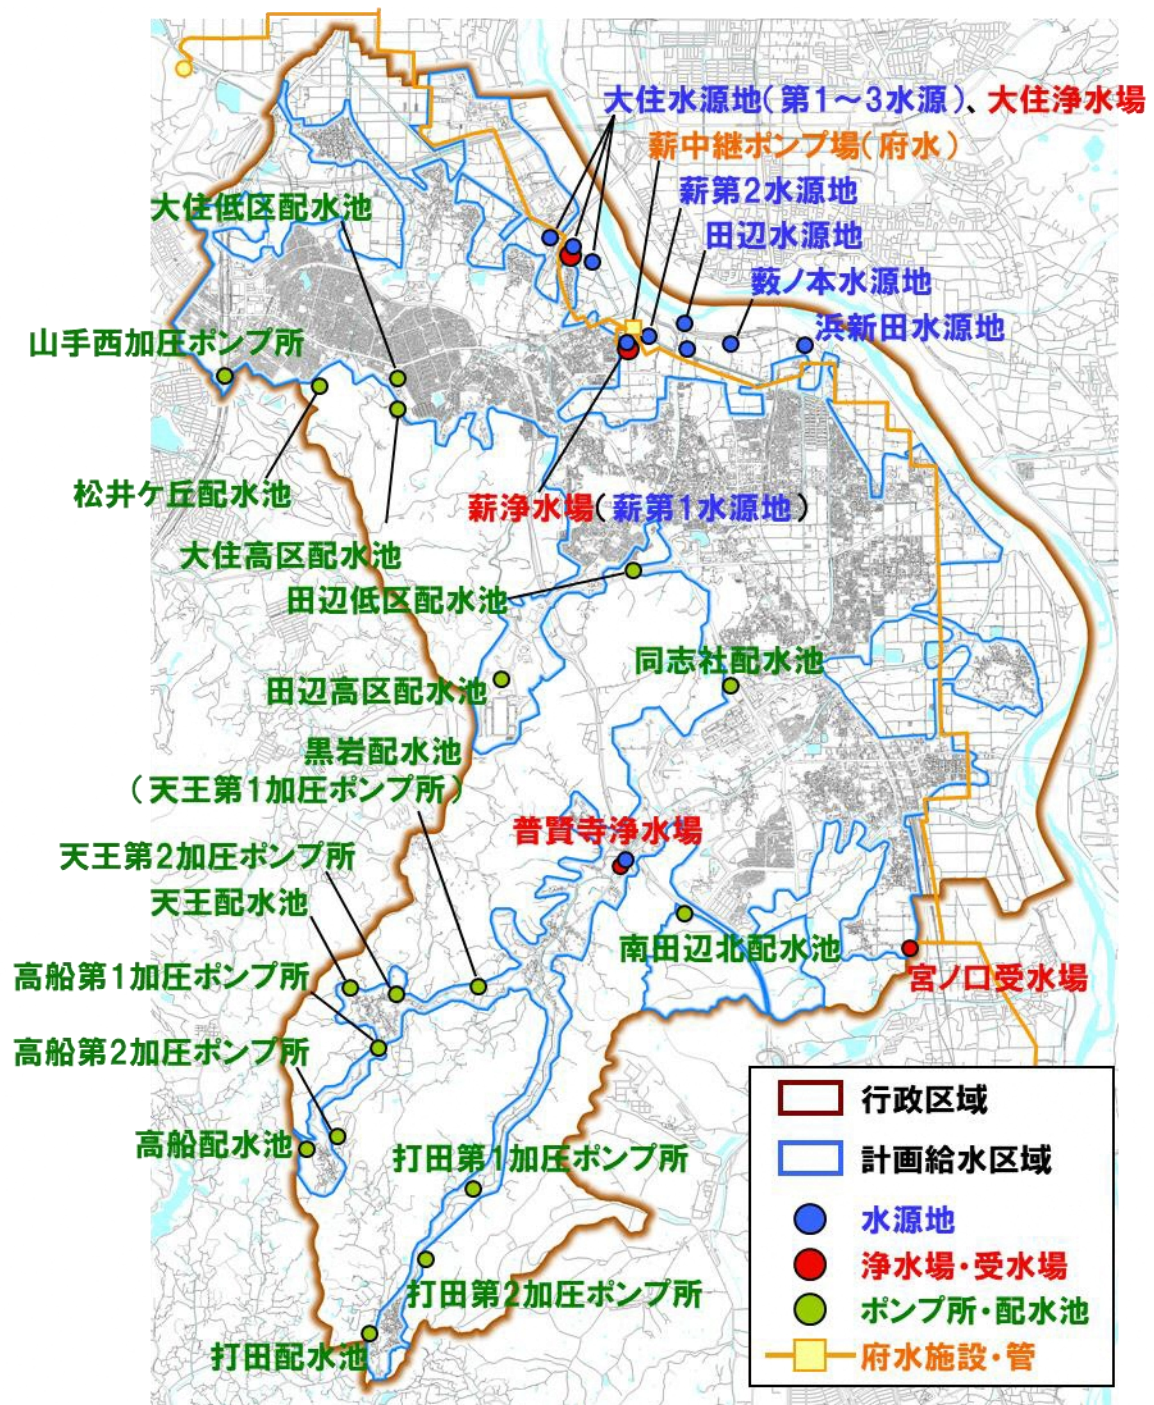 大住水源地(第1～3水源)、大住浄水場
薪中継ポンプ場(府水)
薪第2水源地
大住低区配水池
田辺水源地
薮ノ本水源地
浜新田水源地
山手西加圧ポンプ所
松井ケ丘配水池
薪浄水場(薪第1水源地)
大住高区配水池
田辺低区配水池
同志社配水池
田辺高区配水池
黒岩配水池
(天王第1加圧ポンプ所)
普賢寺浄水場
天王第2加圧ポンプ所
天王配水池
南田辺北配水池
高船第1加圧ポンプ所
宮ノ口受水場
高船第2加圧ポンプ所
高船配水池
打田第1加圧ポンプ所
打田第2加圧ポンプ所
打田配水池
行政区域
計画給水区域
水源地
浄水場・受水場
ポンプ所・配水池
府水施設・管